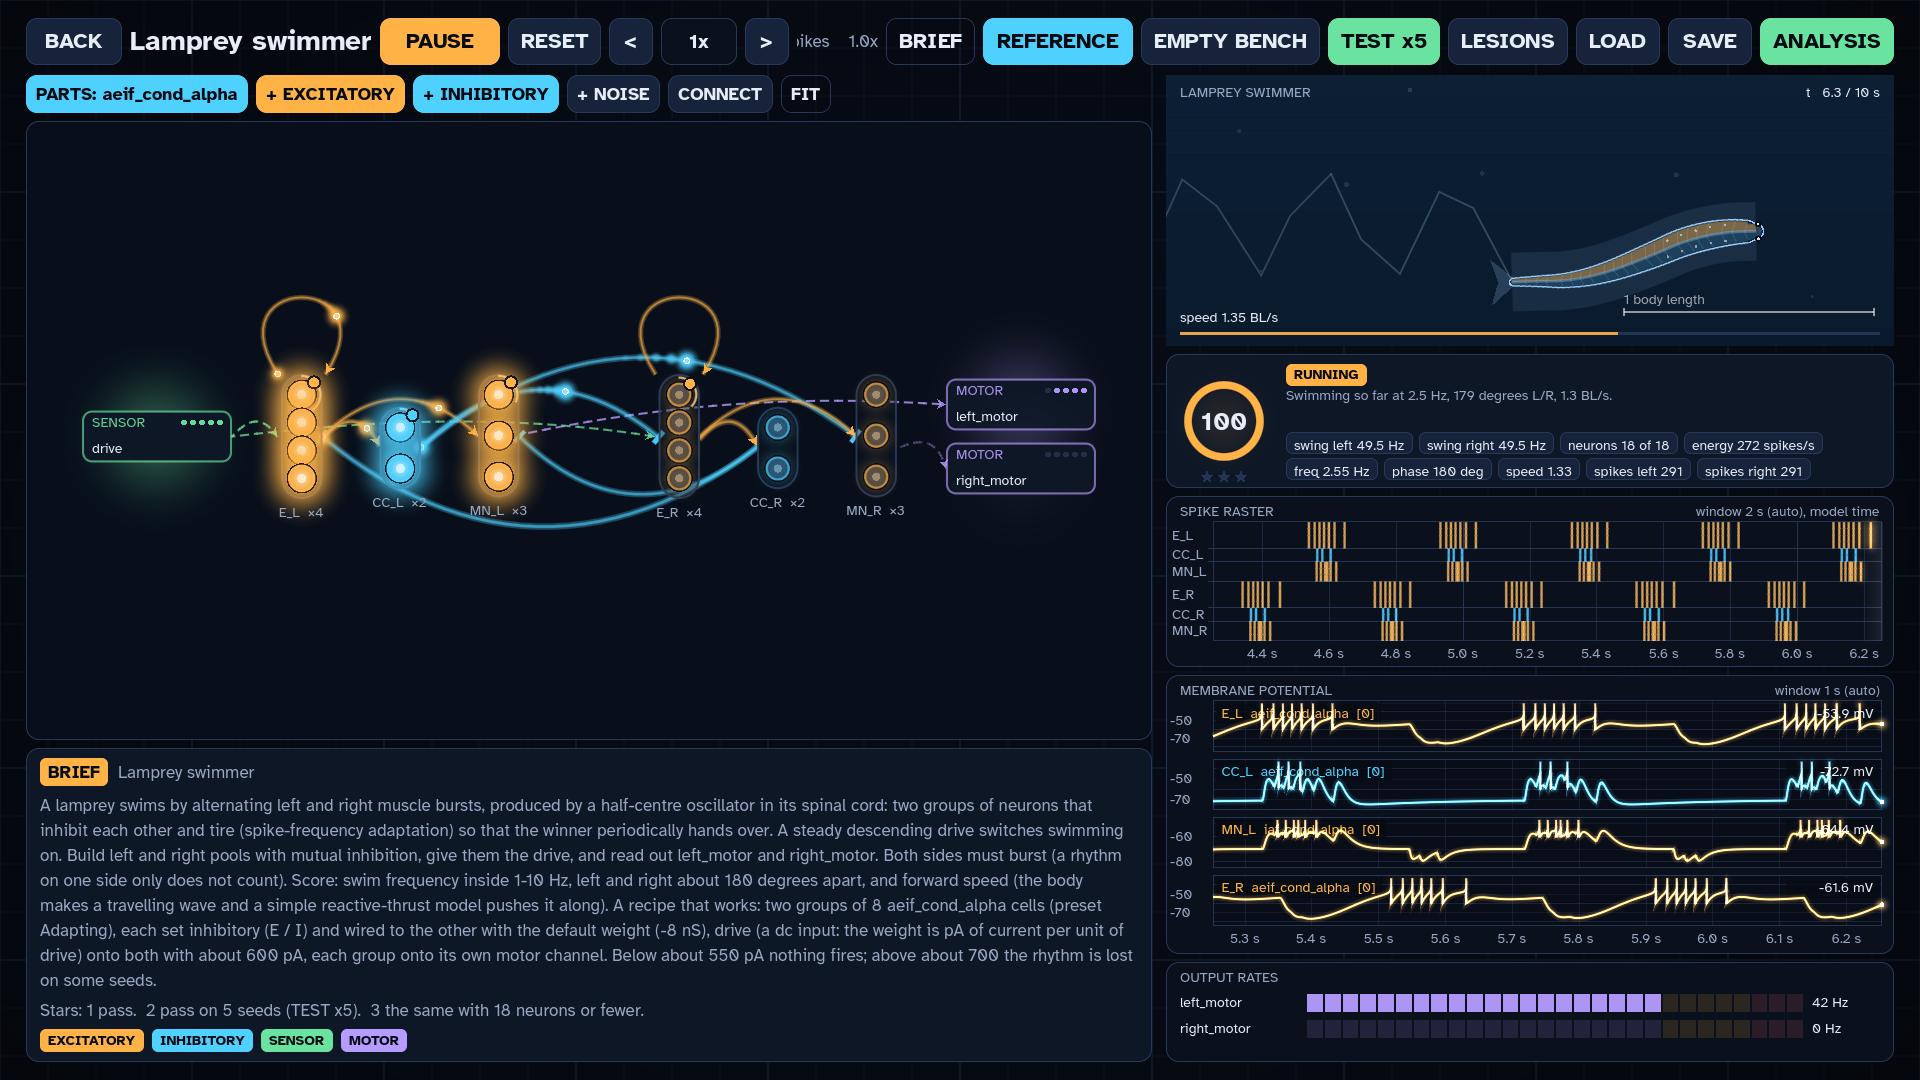 BACK Lamprey swimmer PAUSE RESET < 1x > ikes 1.0x BRIEF REFERENCE EMPTY BENCH TEST x5 LESIONS LOAD SAVE ANALYSIS
PARTS: aeif_cond_alpha + EXCITATORY + INHIBITORY + NOISE CONNECT FIT
SENSOR
drive
E_L ×4
CC_L ×2
MN_L ×3
E_R ×4
CC_R ×2
MN_R ×3
MOTOR
left_motor
MOTOR
right_motor
BRIEF Lamprey swimmer
A lamprey swims by alternating left and right muscle bursts, produced by a half-centre oscillator in its spinal cord: two groups of neurons that
inhibit each other and tire (spike-frequency adaptation) so that the winner periodically hands over. A steady descending drive switches swimming
on. Build left and right pools with mutual inhibition, give them the drive, and read out left_motor and right_motor. Both sides must burst (a rhythm
on one side only does not count). Score: swim frequency inside 1-10 Hz, left and right about 180 degrees apart, and forward speed (the body
makes a travelling wave and a simple reactive-thrust model pushes it along). A recipe that works: two groups of 8 aeif_cond_alpha cells (preset
Adapting), each set inhibitory (E / I) and wired to the other with the default weight (-8 nS), drive (a dc input: the weight is pA of current per unit of
drive) onto both with about 600 pA, each group onto its own motor channel. Below about 550 pA nothing fires; above about 700 the rhythm is lost
on some seeds.
Stars: 1 pass. 2 pass on 5 seeds (TEST x5). 3 the same with 18 neurons or fewer.
EXCITATORY INHIBITORY SENSOR MOTOR
LAMPREY SWIMMER t 6.3 / 10 s
1 body length
speed 1.35 BL/s
100
RUNNING
Swimming so far at 2.5 Hz, 179 degrees L/R, 1.3 BL/s.
swing left 49.5 Hz swing right 49.5 Hz neurons 18 of 18 energy 272 spikes/s
freq 2.55 Hz phase 180 deg speed 1.33 spikes left 291 spikes right 291
SPIKE RASTER window 2 s (auto), model time
E_L
CC_L
MN_L
E_R
CC_R
MN_R
4.4 s 4.6 s 4.8 s 5.0 s 5.2 s 5.4 s 5.6 s 5.8 s 6.0 s 6.2 s
MEMBRANE POTENTIAL window 1 s (auto)
-50 E_L aeif_cond_alpha [0] -53.9 mV
-70
-50 CC_L aeif_cond_alpha [0] -72.7 mV
-70
-60 MN_L [0] mV
-80
-50 E_R aeif_cond_alpha [0] -61.6 mV
-70
5.3 s 5.4 s 5.5 s 5.6 s 5.7 s 5.8 s 5.9 s 6.0 s 6.1 s 6.2 s
OUTPUT RATES
left_motor 42 Hz
right_motor 0 Hz